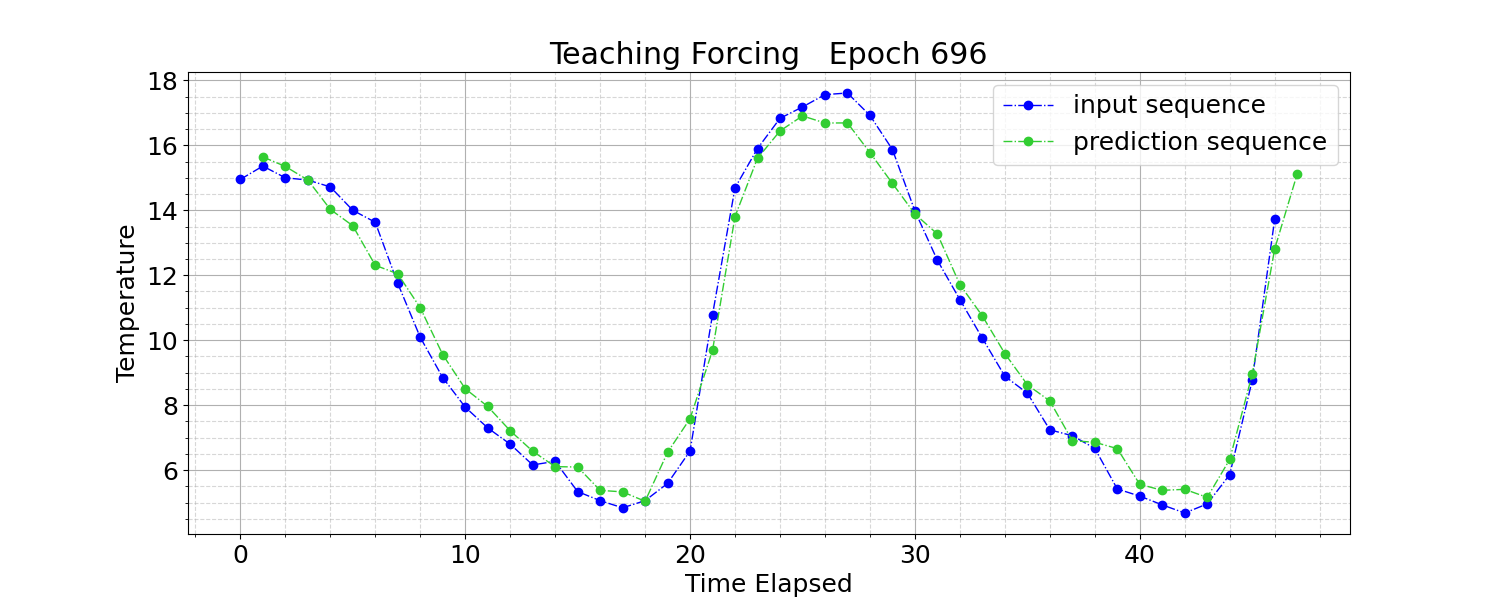 Teaching Forcing   Epoch 696
18
16
14
12
10
8
6
Temperature
input sequence
prediction sequence
0 10 20 30 40
Time Elapsed